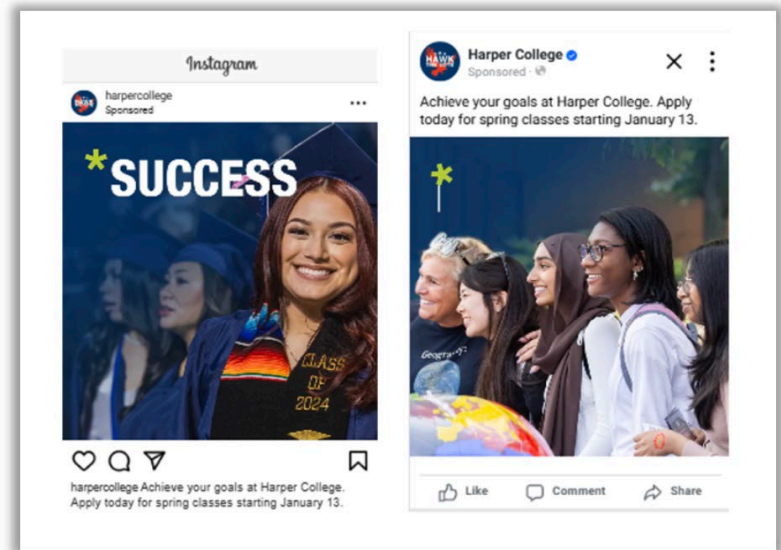 Instagram
harpercollege
Sponsored
*SUCCESS
CLASS
OF
2024
harpercollege Achieve your goals at Harper College.
Apply today for spring classes starting January 13.
HAWK
Harper College
Sponsored ·
Achieve your goals at Harper College. Apply
today for spring classes starting January 13.
*
Like Comment Share